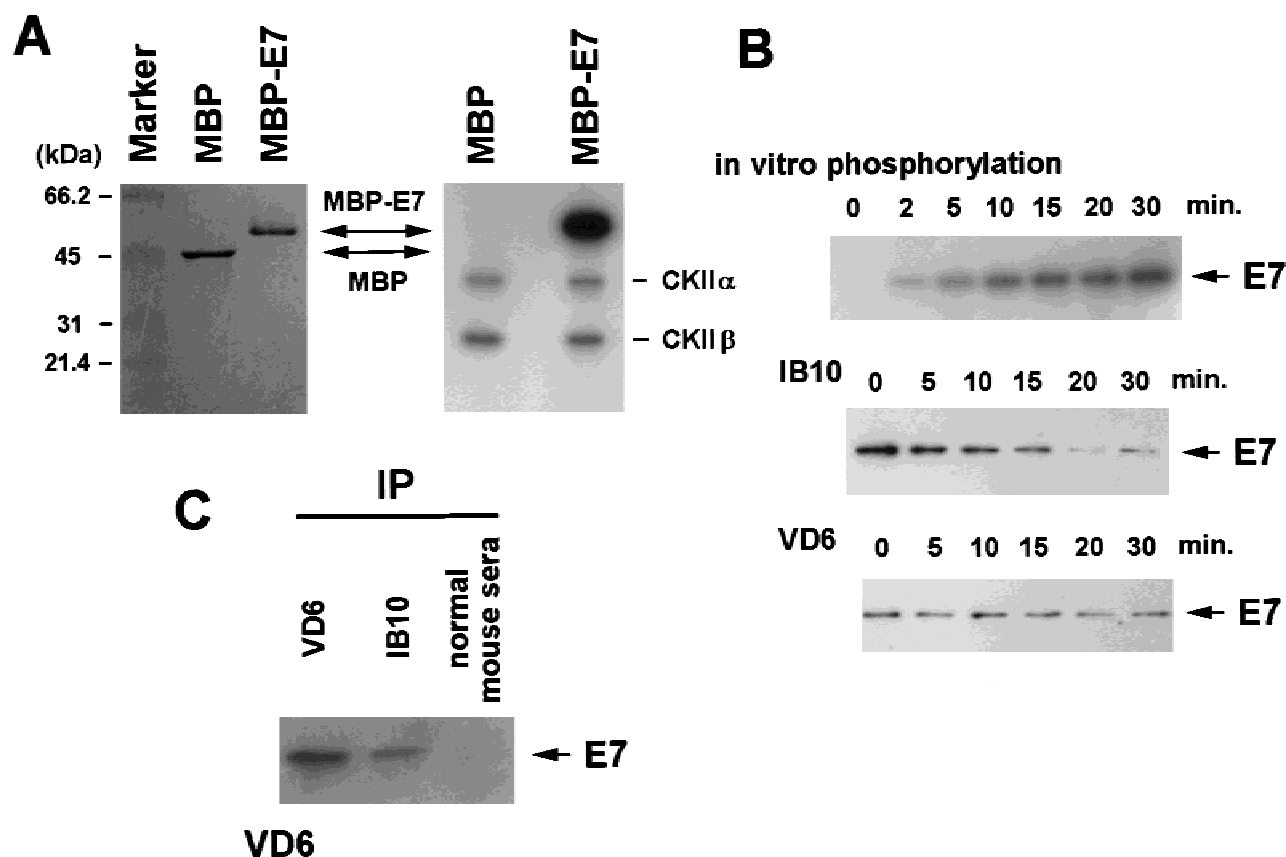 A
Marker
MBP
MBP-E7
MBP
MBP-E7
(kDa)
66.2
45
31
21.4
MBP-E7
MBP
CKIIα
CKIIβ
B
in vitro phosphorylation
0 2 5 10 15 20 30 min.
E7
IB10
0 5 10 15 20 30 min.
E7
VD6
0 5 10 15 20 30 min.
E7
C
IP
VD6
IB10
normal
mouse sera
E7
VD6